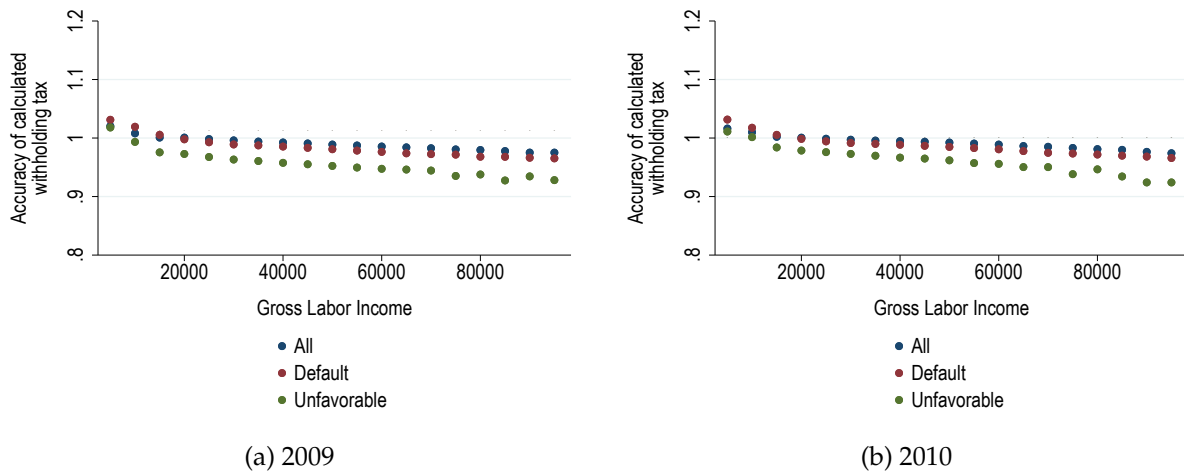 Accuracy of calculated
withholding tax
1.2
1.1
1
.9
.8
20000 40000 60000 80000
Gross Labor Income
All
Default
Unfavorable
(a) 2009
Accuracy of calculated
withholding tax
1.2
1.1
1
.9
.8
20000 40000 60000 80000
Gross Labor Income
All
Default
Unfavorable
(b) 2010